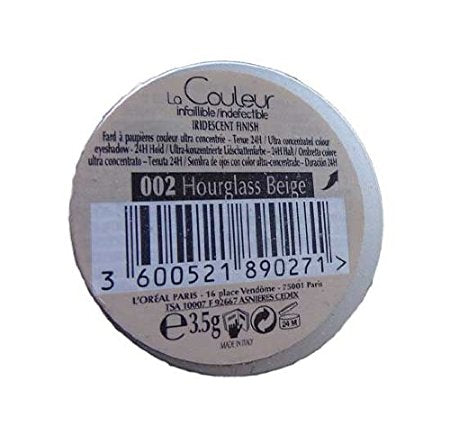 La Couleur
infaillible/indefectible
IRIDESCENT FINISH
Fard à paupières couleur ultra concentrée - Tenue 24H / Ultra concentrated colour
eyeshadow - 24H Hold / Ultra-konzentrierte Lidschattenfarbe - 24H Halt / Ombretto colore
ultra concentrato - Tenuta 24H / Sombra de ojos con color ultra-concentrado - Duración 24H
002 Hourglass Beige
3 600521 890271 >
L'ORÉAL PARIS - 16 place Vendôme - 75001 Paris
TSA 10007 F 92667 ASNIERES CEDEX
e 3.5g 24 M
MADE IN ITALY